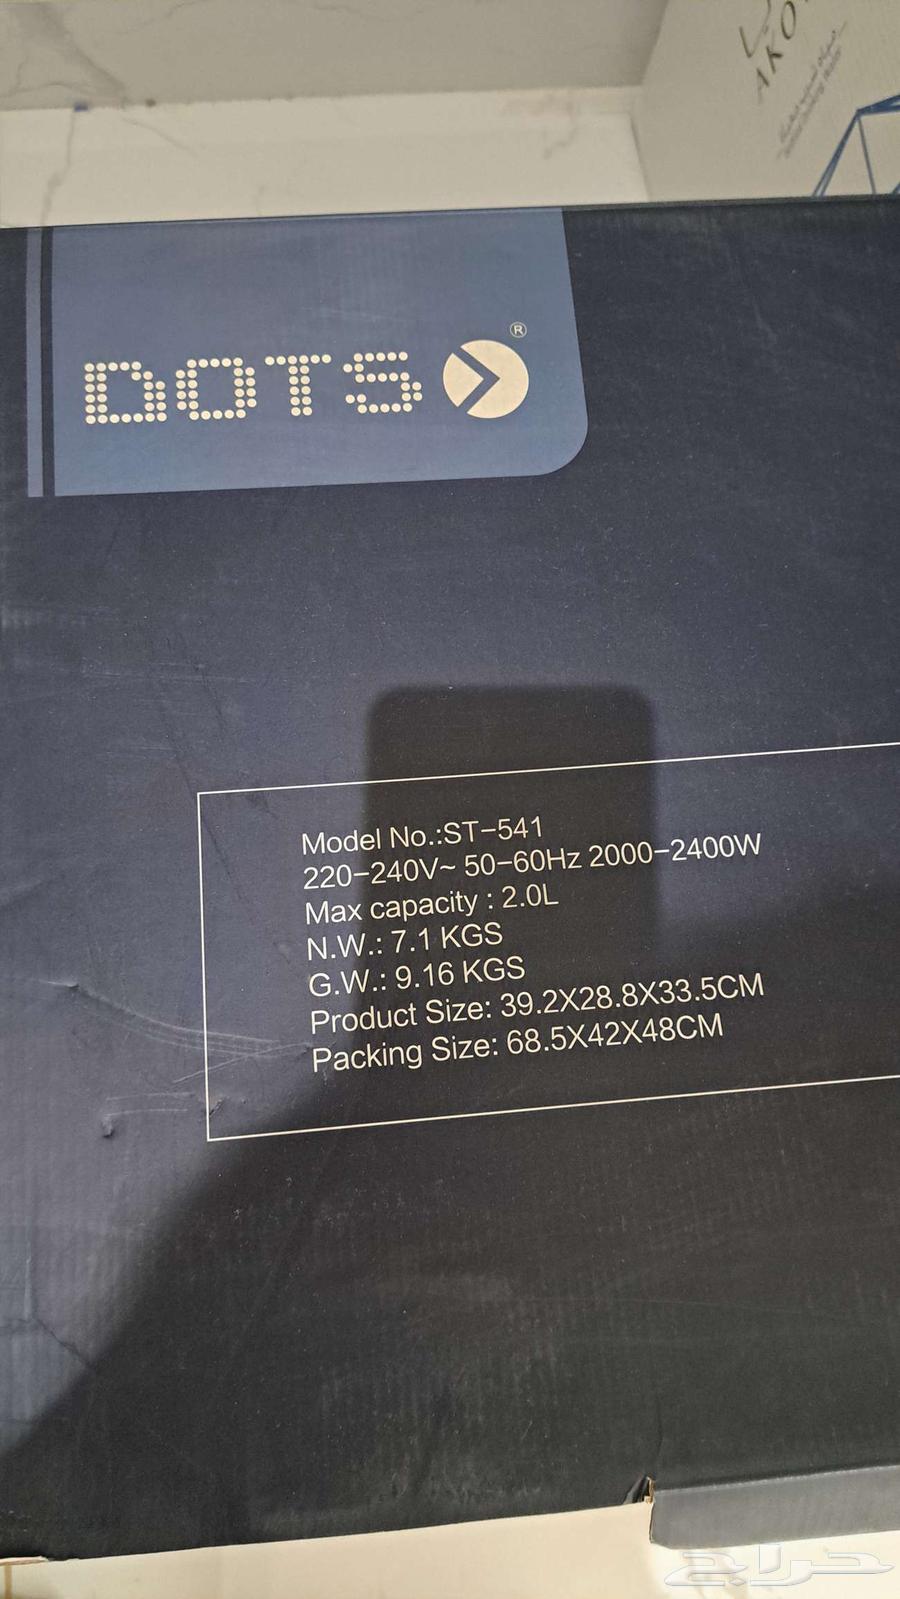 AKO
DOTS
®
Model No.:ST-541
220-240V~ 50-60Hz 2000-2400W
Max capacity : 2.0L
N.W.: 7.1 KGS
G.W.: 9.16 KGS
Product Size: 39.2X28.8X33.5CM
Packing Size: 68.5X42X48CM
حراج